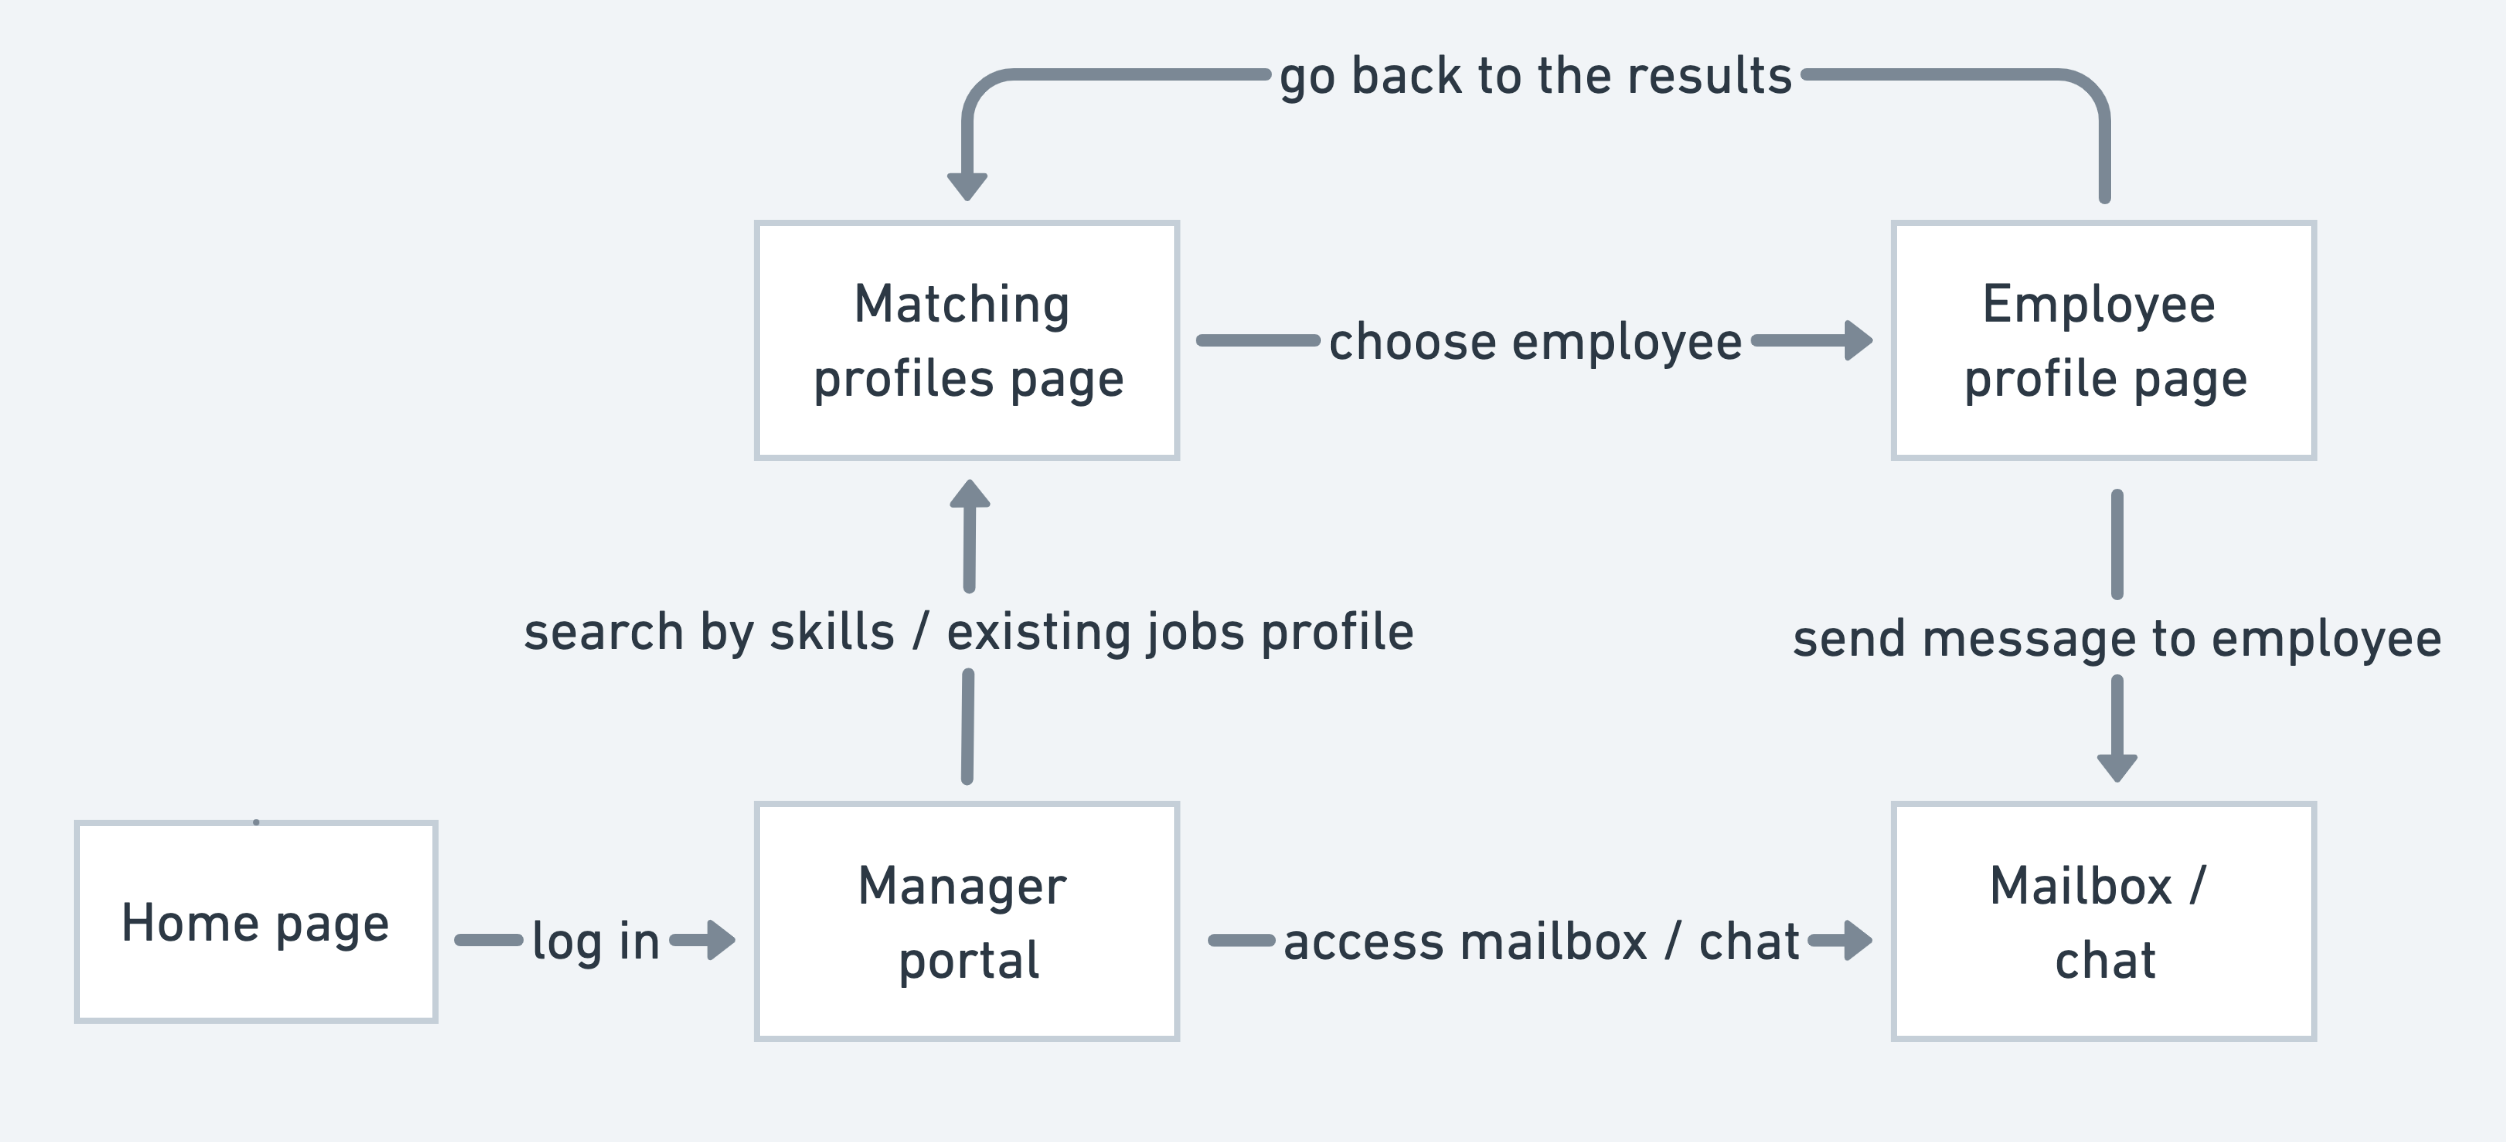 go back to the results
Matching
profiles page
choose employee
Employee
profile page
search by skills / existing jobs profile
send message to employee
Home page
log in
Manager
portal
access mailbox / chat
Mailbox /
chat